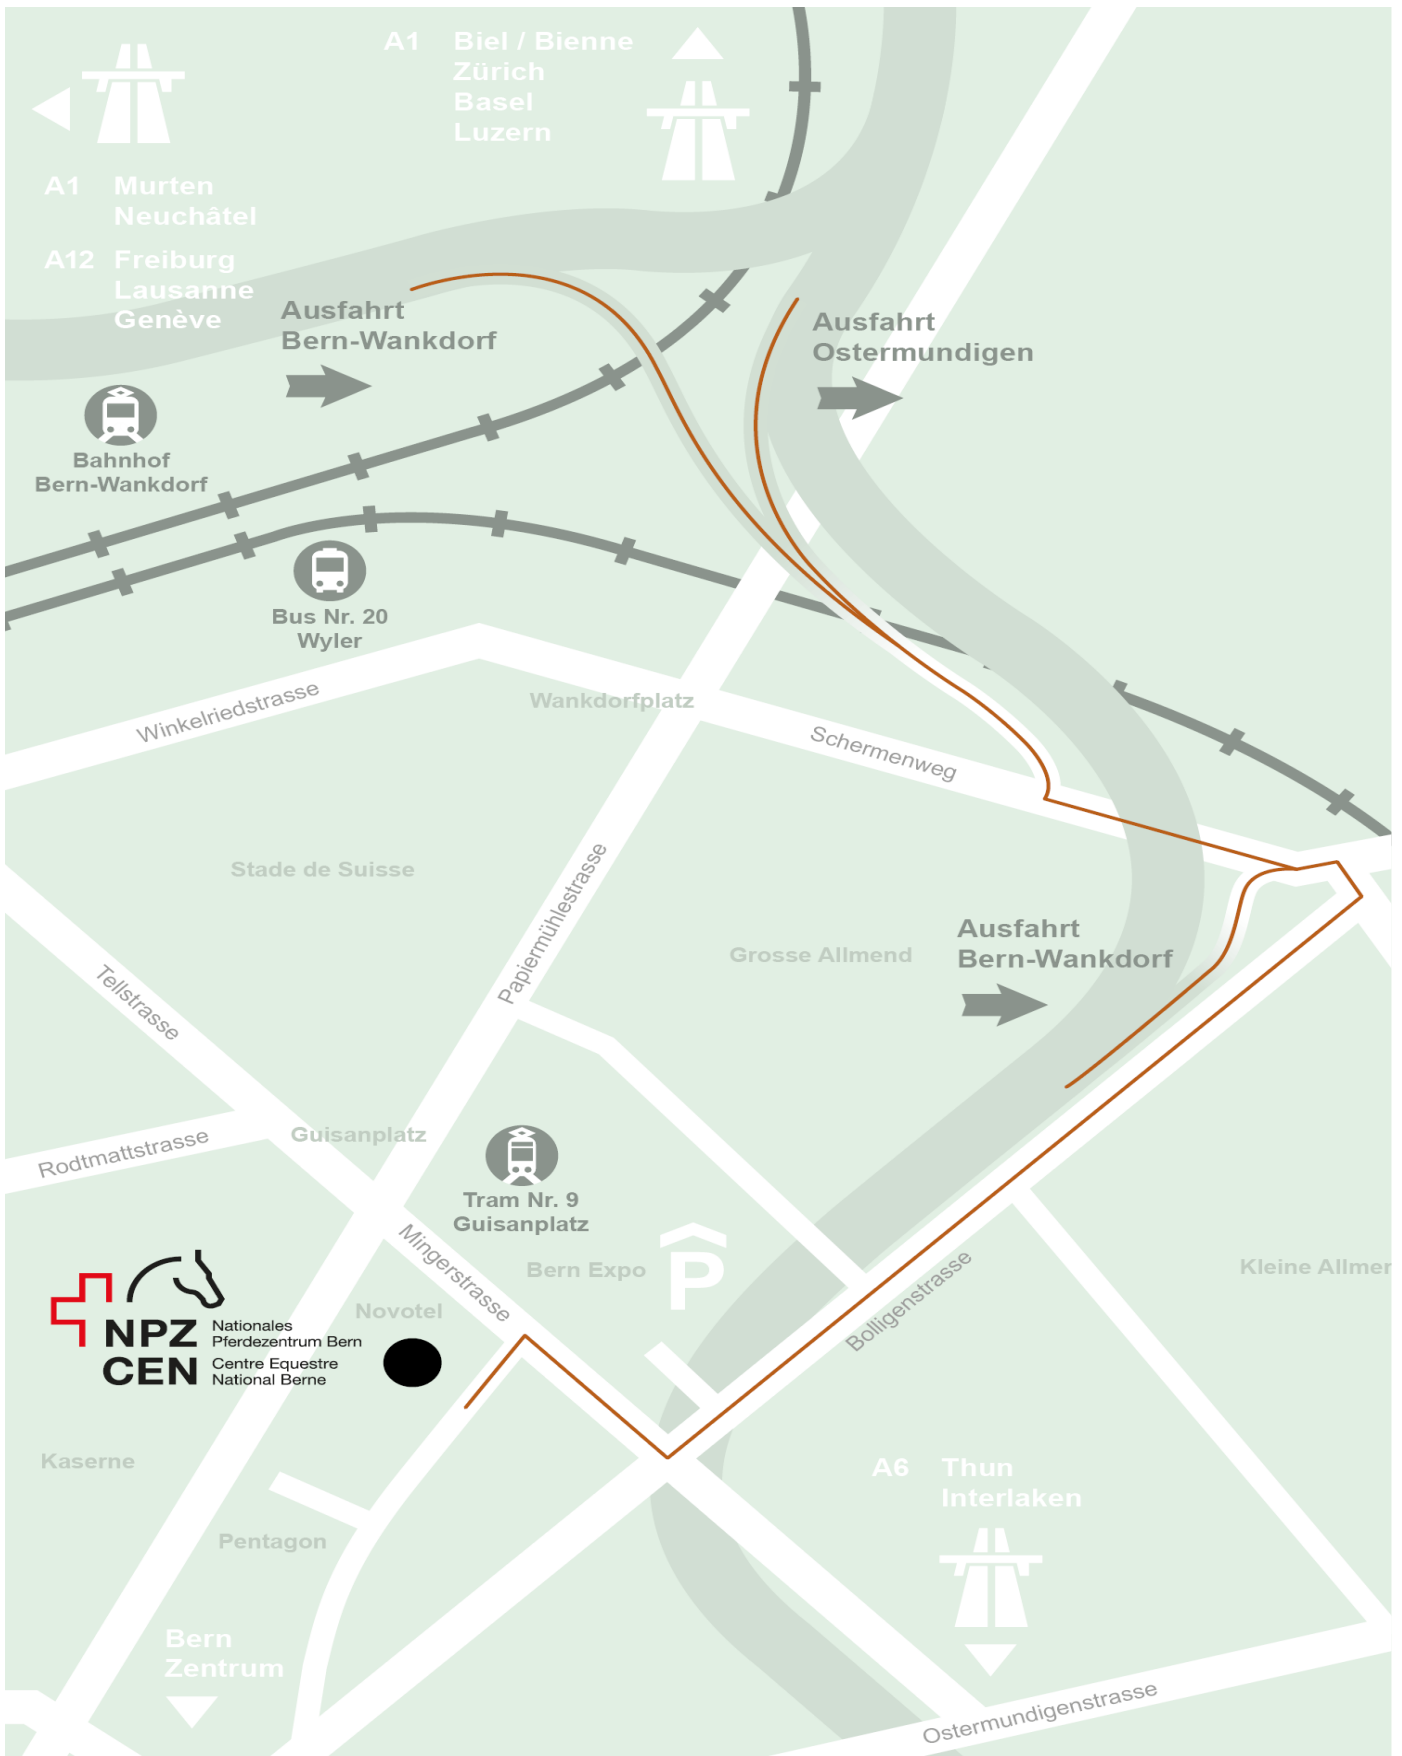 A1 Biel / Bienne
Zürich
Basel
Luzern
A1 Murten
Neuchâtel
A12 Freiburg
Lausanne
Genève
Ausfahrt
Bern-Wankdorf
Ausfahrt
Ostermundigen
Bahnhof
Bern-Wankdorf
Bus Nr. 20
Wyler
Winkelriedstrasse
Wankdorfplatz
Schermenweg
Stade de Suisse
Papiermühlestrasse
Grosse Allmend
Ausfahrt
Bern-Wankdorf
Tellstrasse
Rodtmattstrasse
Guisanplatz
Tram Nr. 9
Guisanplatz
Mingerstrasse
Bern Expo
P
Bolligenstrasse
Kleine Allmer
Novotel
NPZ Nationales
Pferdezentrum Bern
CEN Centre Equestre
National Berne
Kaserne
A6 Thun
Interlaken
Pentagon
Bern
Zentrum
Ostermundigenstrasse